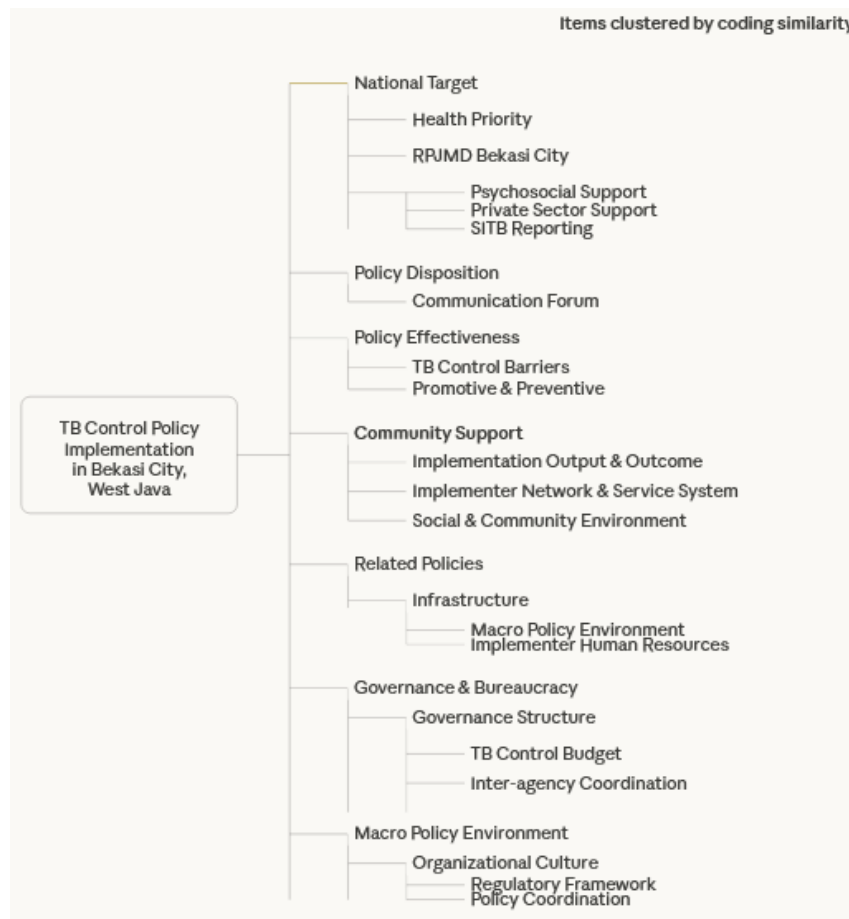 Items clustered by coding similarity
National Target
Health Priority
RPJMD Bekasi City
Psychosocial Support
Private Sector Support
SITB Reporting
Policy Disposition
Communication Forum
Policy Effectiveness
TB Control Barriers
Promotive & Preventive
TB Control Policy
Implementation
in Bekasi City,
West Java
Community Support
Implementation Output & Outcome
Implementer Network & Service System
Social & Community Environment
Related Policies
Infrastructure
Macro Policy Environment
Implementer Human Resources
Governance & Bureaucracy
Governance Structure
TB Control Budget
Inter-agency Coordination
Macro Policy Environment
Organizational Culture
Regulatory Framework
Policy Coordination